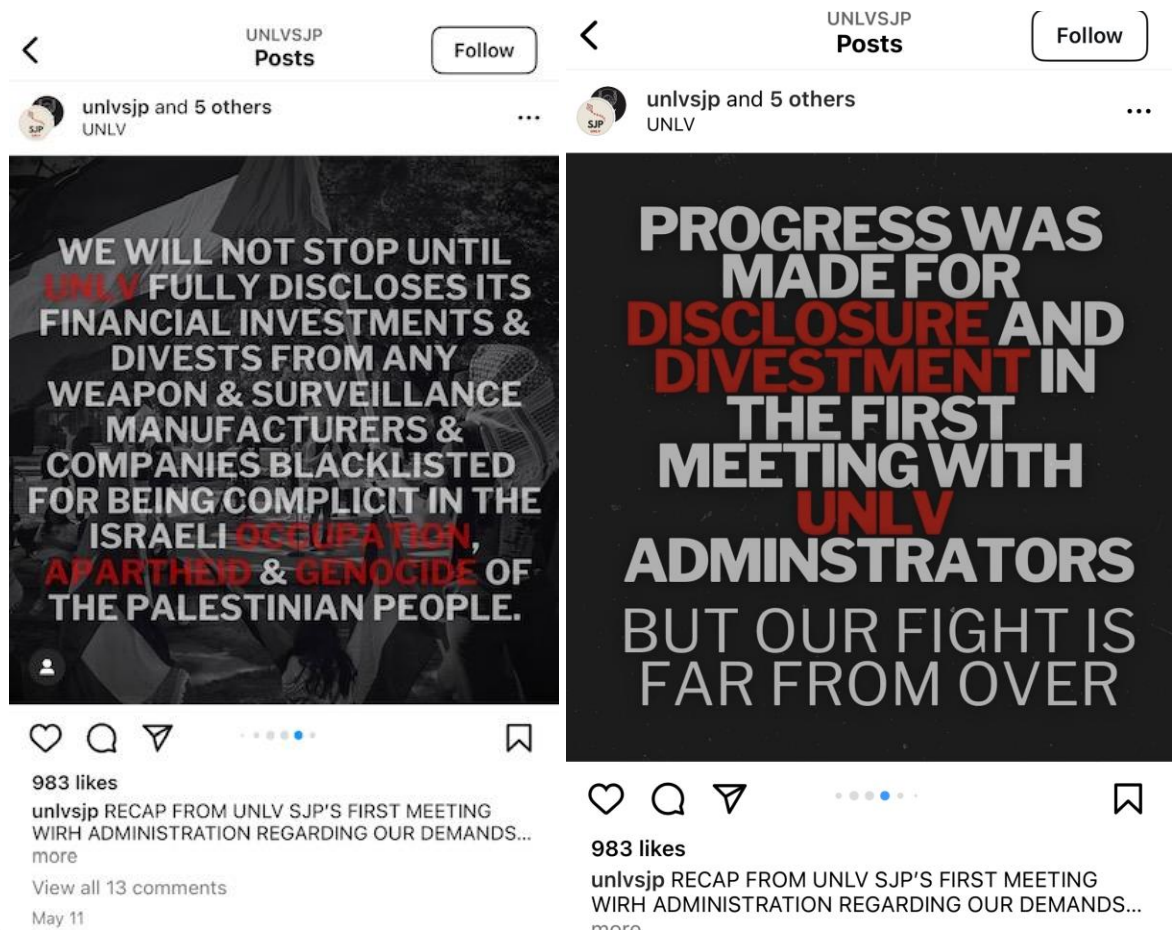 UNLVSJP
Posts
Follow
unlvsjp and 5 others
UNLV
SJP
WE WILL NOT STOP UNTIL
UNLV FULLY DISCLOSES ITS
FINANCIAL INVESTMENTS &
DIVESTS FROM ANY
WEAPON & SURVEILLANCE
MANUFACTURERS &
COMPANIES BLACKLISTED
FOR BEING COMPLICIT IN THE
ISRAELI OCCUPATION,
APARTHEID & GENOCIDE OF
THE PALESTINIAN PEOPLE.
983 likes
unlvsjp RECAP FROM UNLV SJP'S FIRST MEETING
WIRH ADMINISTRATION REGARDING OUR DEMANDS...
more
View all 13 comments
May 11
UNLVSJP
Posts
Follow
unlvsjp and 5 others
UNLV
SJP
PROGRESS WAS
MADE FOR
DISCLOSURE AND
DIVESTMENT IN
THE FIRST
MEETING WITH
UNLV
ADMINSTRATORS
BUT OUR FIGHT IS
FAR FROM OVER
983 likes
unlvsjp RECAP FROM UNLV SJP'S FIRST MEETING
WIRH ADMINISTRATION REGARDING OUR DEMANDS...
more